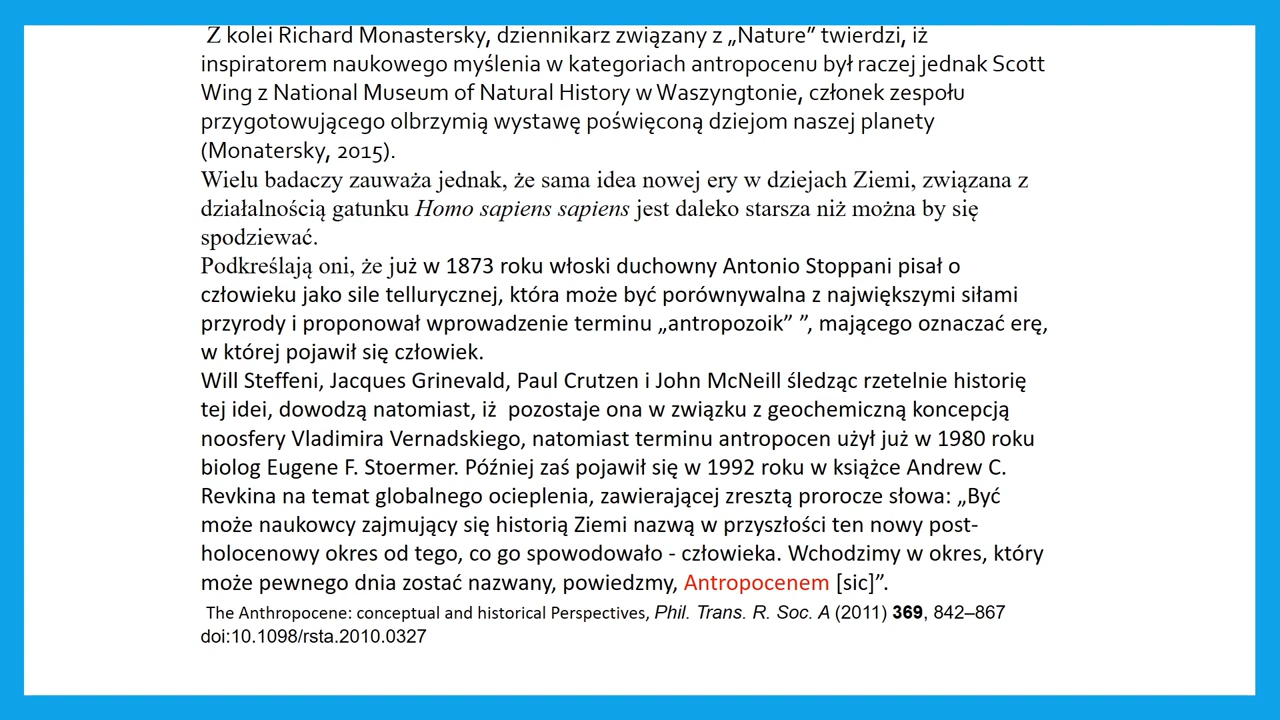 Z kolei Richard Monastersky, dziennikarz związany z „Nature” twierdzi, iż
inspiratorem naukowego myślenia w kategoriach antropocenu był raczej jednak Scott
Wing z National Museum of Natural History w Waszyngtonie, członek zespołu
przygotowującego olbrzymią wystawę poświęconą dziejom naszej planety
(Monatersky, 2015).
Wielu badaczy zauważa jednak, że sama idea nowej ery w dziejach Ziemi, związana z
działalnością gatunku Homo sapiens sapiens jest daleko starsza niż można by się
spodziewać.
Podkreślają oni, że już w 1873 roku włoski duchowny Antonio Stoppani pisał o
człowieku jako sile tellurycznej, która może być porównywalna z największymi siłami
przyrody i proponował wprowadzenie terminu „antropozoik” ”, mającego oznaczać erę,
w której pojawił się człowiek.
Will Steffeni, Jacques Grinevald, Paul Crutzen i John McNeill śledząc rzetelnie historię
tej idei, dowodzą natomiast, iż  pozostaje ona w związku z geochemiczną koncepcją
noosfery Vladimira Vernadskiego, natomiast terminu antropocen użył już w 1980 roku
biolog Eugene F. Stoermer. Później zaś pojawił się w 1992 roku w książce Andrew C.
Revkina na temat globalnego ocieplenia, zawierającej zresztą prorocze słowa: „Być
może naukowcy zajmujący się historią Ziemi nazwą w przyszłości ten nowy post-
holocenowy okres od tego, co go spowodowało - człowieka. Wchodzimy w okres, który
może pewnego dnia zostać nazwany, powiedzmy, Antropocenem [sic]”.
The Anthropocene: conceptual and historical Perspectives, Phil. Trans. R. Soc. A (2011) 369, 842–867
doi:10.1098/rsta.2010.0327